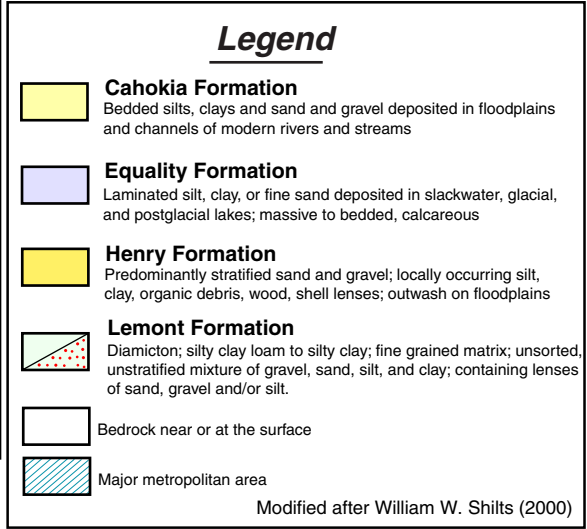 Legend
Cahokia Formation
Bedded silts, clays and sand and gravel deposited in floodplains
and channels of modern rivers and streams
Equality Formation
Laminated silt, clay, or fine sand deposited in slackwater, glacial,
and postglacial lakes; massive to bedded, calcareous
Henry Formation
Predominantly stratified sand and gravel; locally occurring silt,
clay, organic debris, wood, shell lenses; outwash on floodplains
Lemont Formation
Diamicton; silty clay loam to silty clay; fine grained matrix; unsorted,
unstratified mixture of gravel, sand, silt, and clay; containing lenses
of sand, gravel and/or silt.
Bedrock near or at the surface
Major metropolitan area
Modified after William W. Shilts (2000)